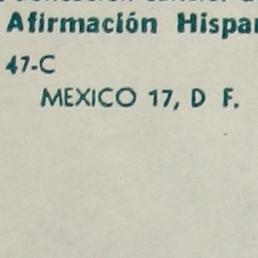 Afirmación Hispa
47-C
MEXICO 17, D F.